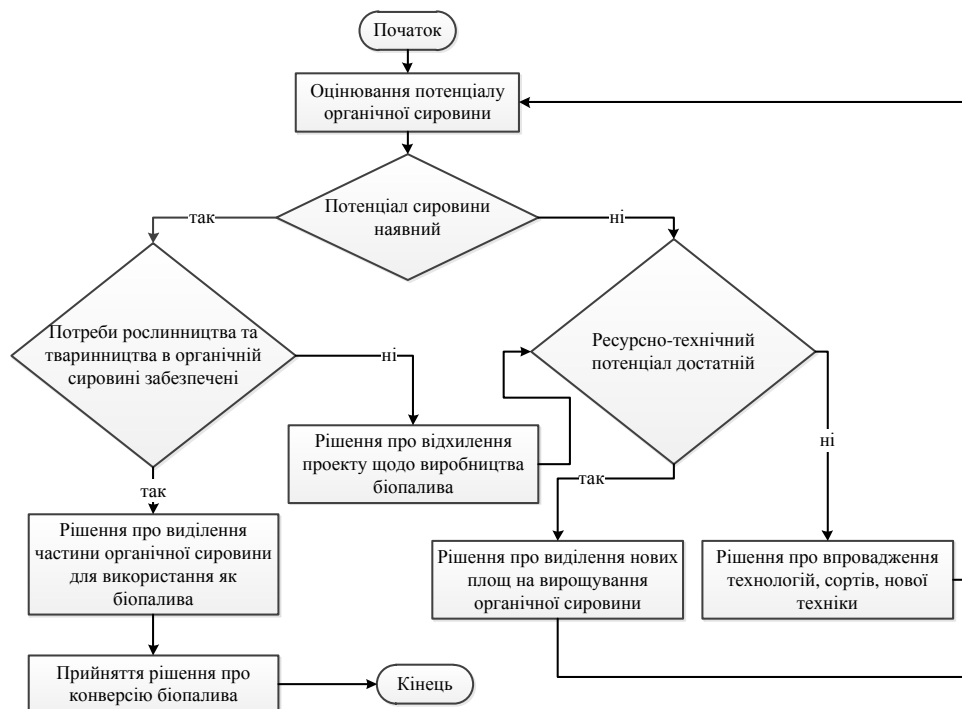 Початок
Оцінювання потенціалу
органічної сировини
Потенціал сировини
наявний
так
ні
Потреби рослинництва та
тваринництва в органічній
сировині забезпечені
ні
Ресурсно-технічний
потенціал достатній
Рішення про відхилення
проекту щодо виробництва
біопалива
ні
так
так
Рішення про виділення
частини органічної сировини
для використання як
біопалива
Рішення про виділення нових
площ на вирощування
органічної сировини
Рішення про впровадження
технологій, сортів, нової
техніки
Прийняття рішення про
конверсію біопалива
Кінець